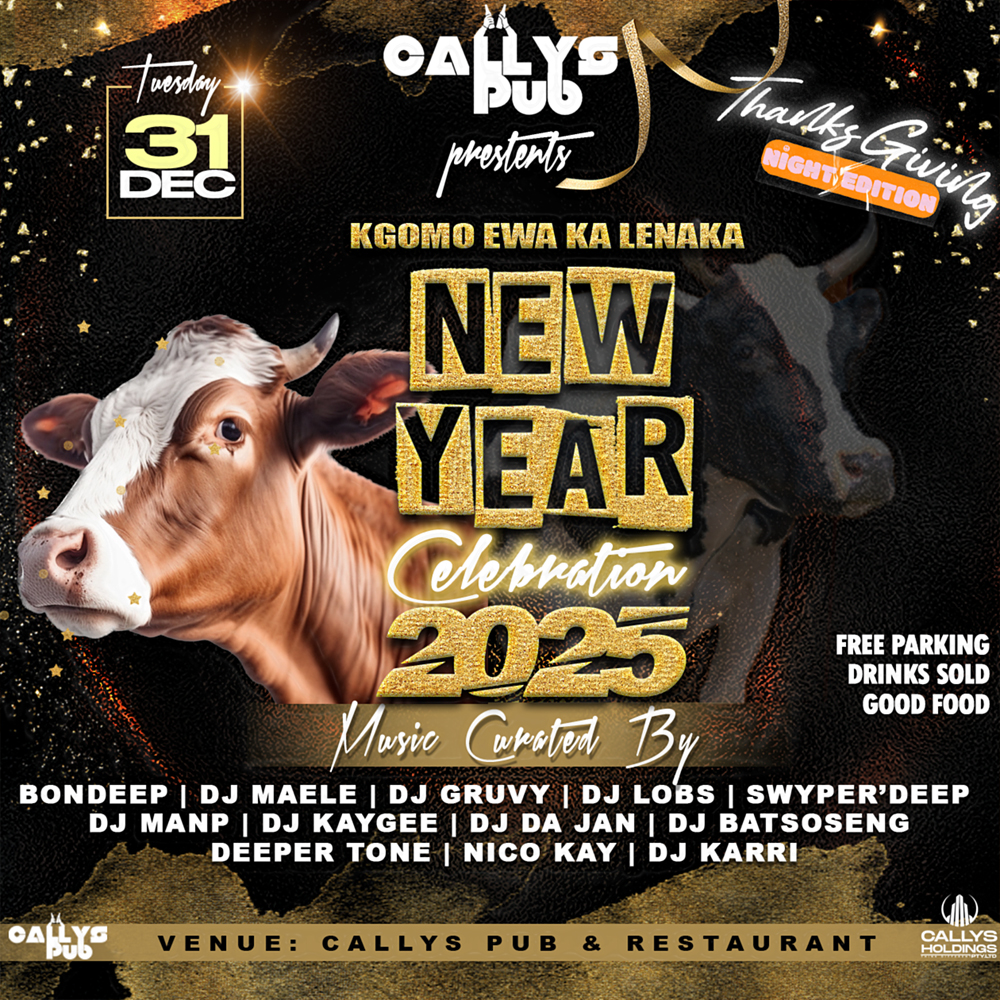 Tuesday
31
DEC
CALLYS
PUB
prestents
ThanksGiving
NIGHT EDITION
KGOMO EWA KA LENAKA
NEW
YEAR
Celebration
2025
FREE PARKING
DRINKS SOLD
GOOD FOOD
Music Curated By
BONDEEP | DJ MAELE | DJ GRUVY | DJ LOBS | SWYPER'DEEP
DJ MANP | DJ KAYGEE | DJ DA JAN | DJ BATSOSENG
DEEPER TONE | NICO KAY | DJ KARRI
CALLYS
PUB
VENUE: CALLYS PUB & RESTAURANT
CALLYS
HOLDINGS
PTY LTD